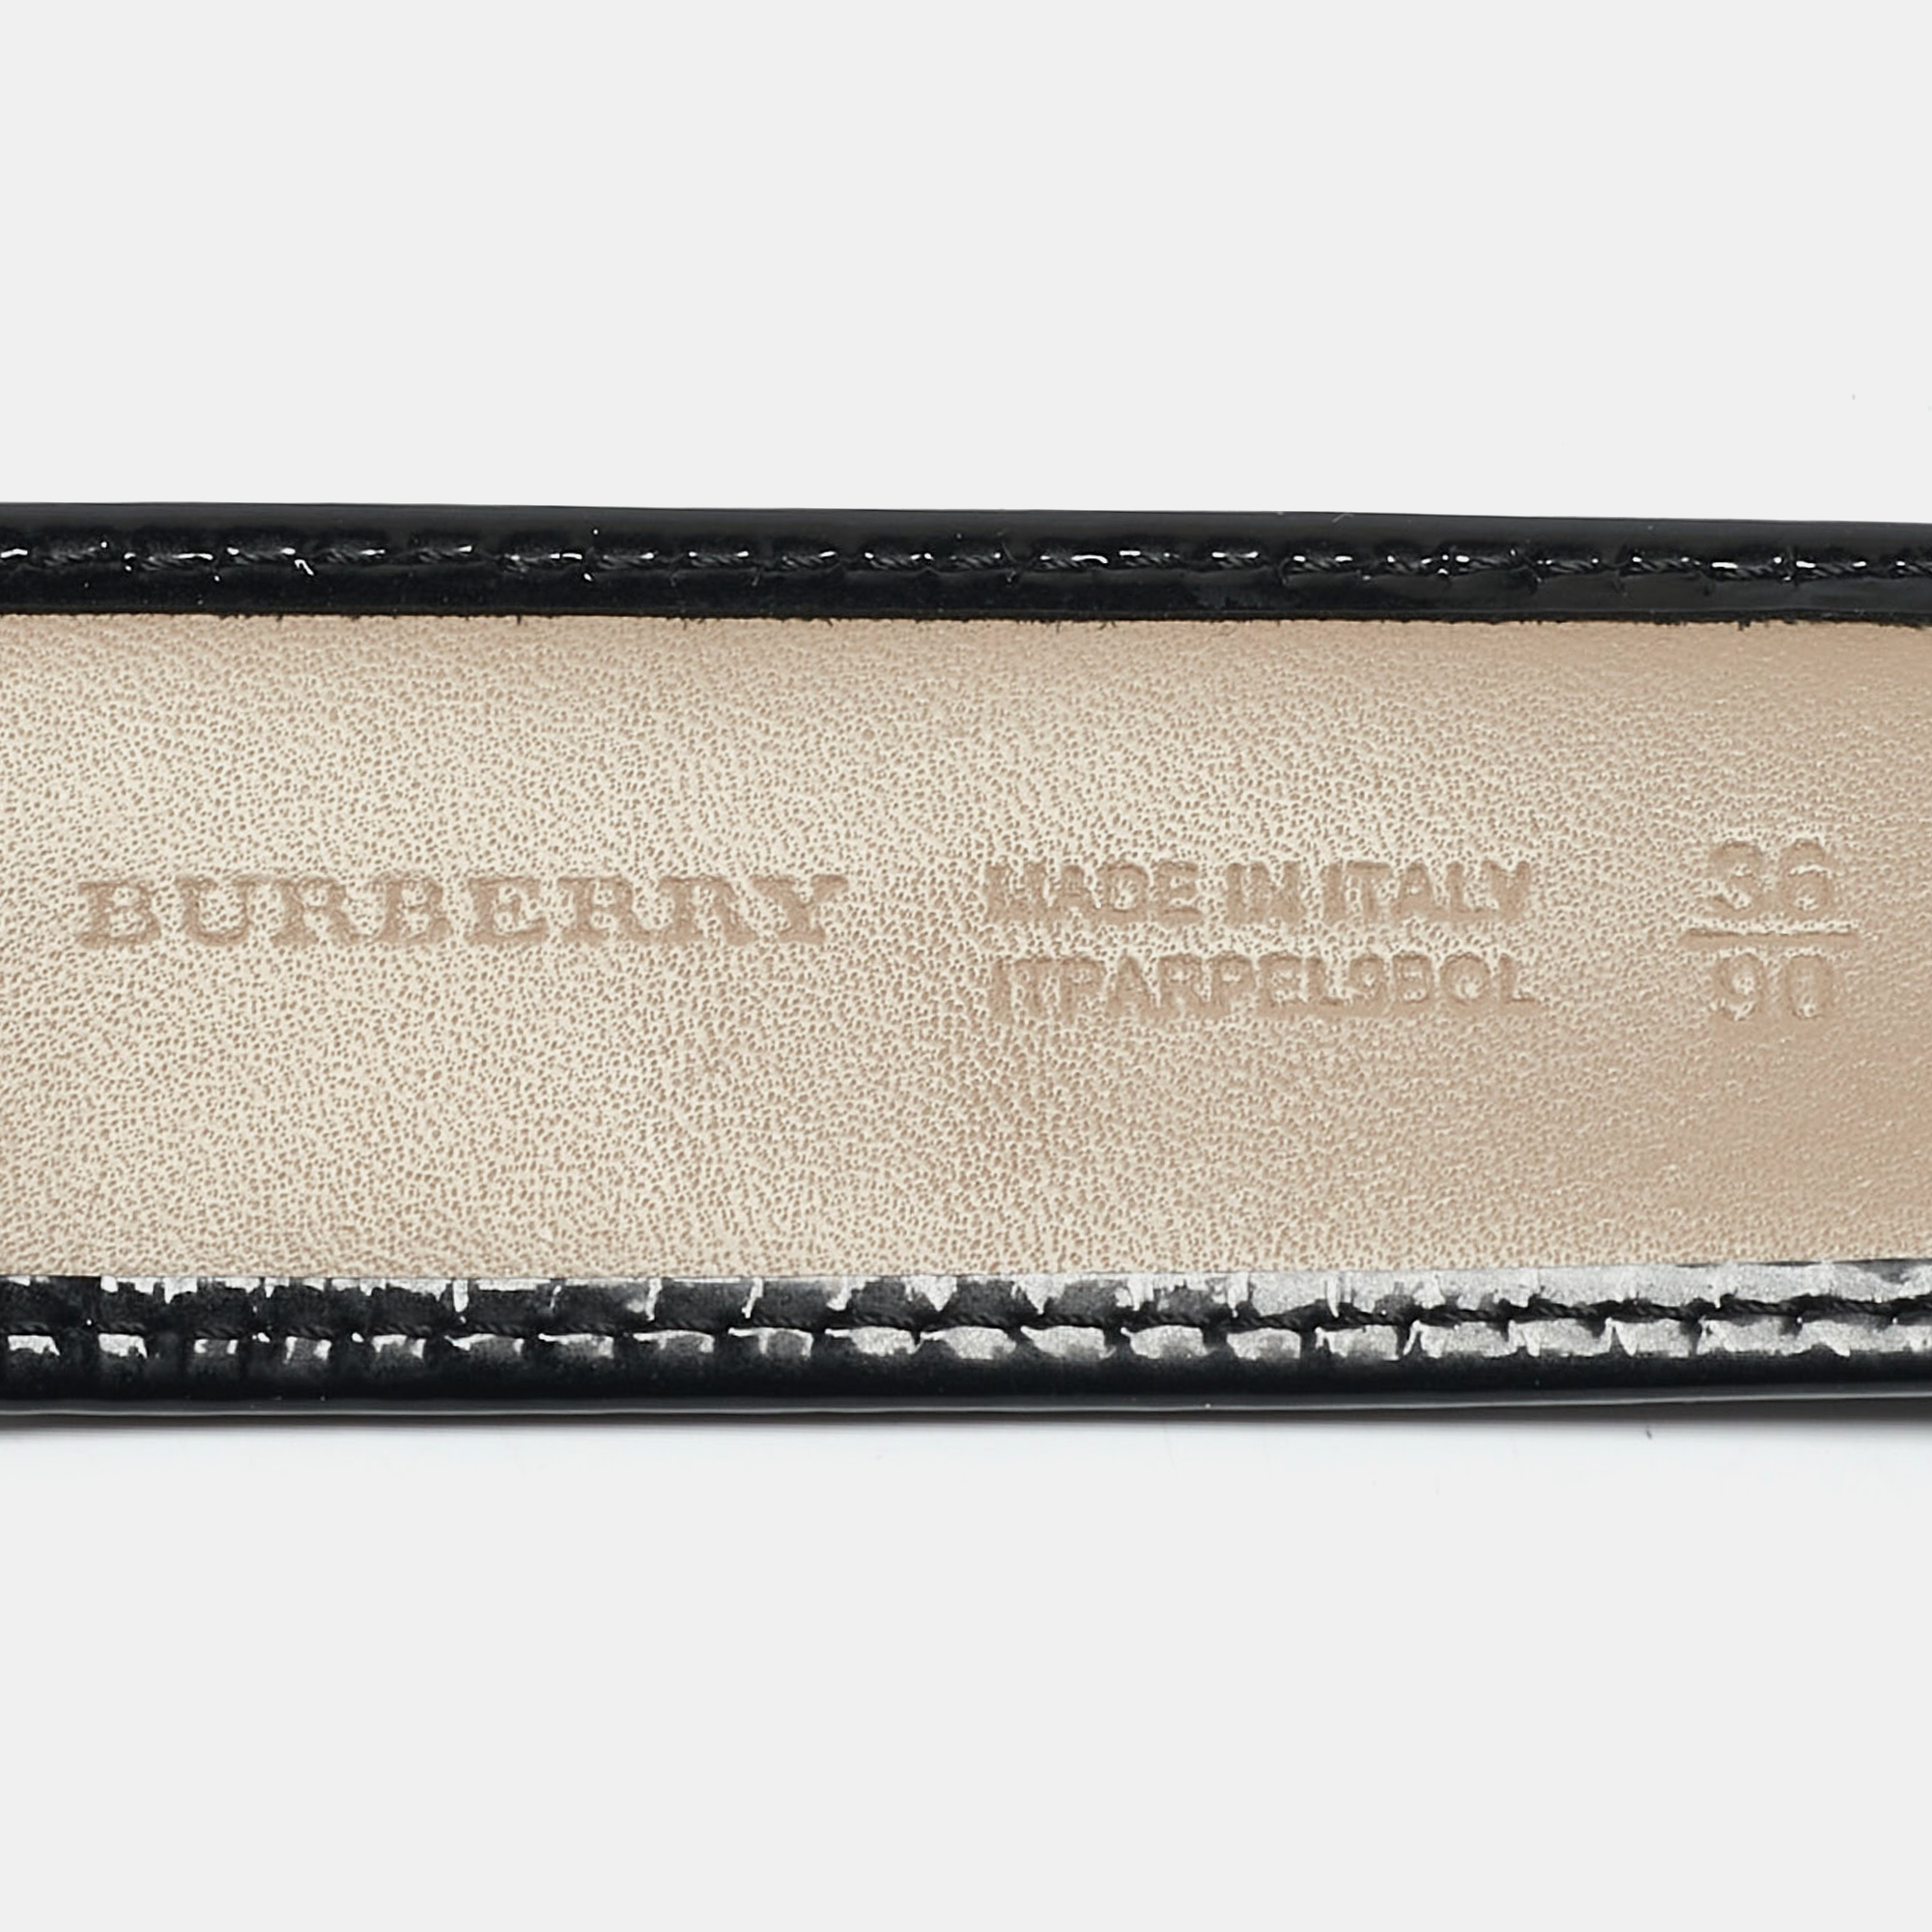 BURBERRY
MADE IN ITALY
ITPARPEL9BOL
36
90